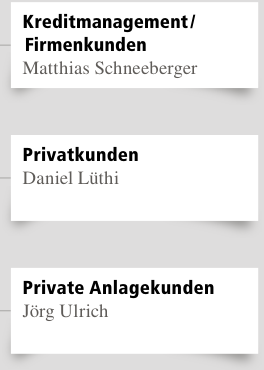 Kreditmanagement/
Firmenkunden
Matthias Schneeberger
Privatkunden
Daniel Lüthi
Private Anlagekunden
Jörg Ulrich